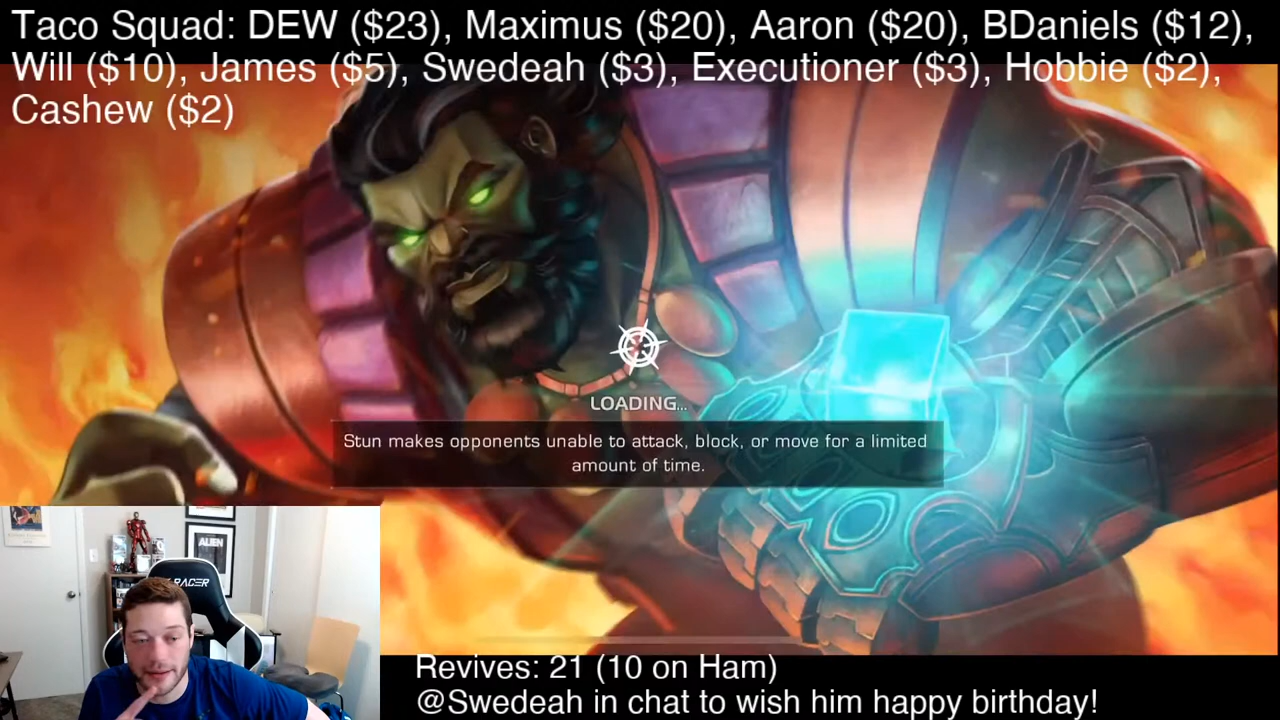 Taco Squad: DEW ($23), Maximus ($20), Aaron ($20), BDaniels ($12),
Will ($10), James ($5), Swedeah ($3), Executioner ($3), Hobbie ($2),
Cashew ($2)
LOADING...
Stun makes opponents unable to attack, block, or move for a limited
amount of time.
ALIEN
RACER
Revives: 21 (10 on Ham)
@Swedeah in chat to wish him happy birthday!